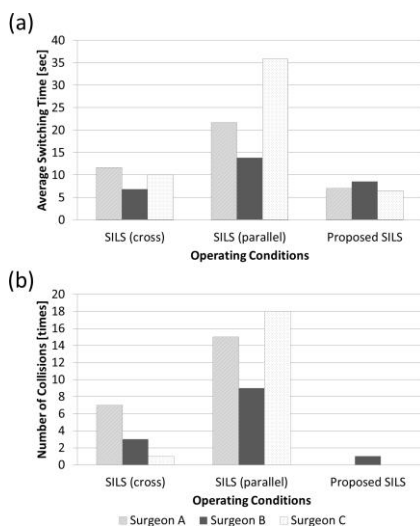 (a)
Average Switching Time [sec]
40
35
30
25
20
15
10
5
0
SILS (cross) SILS (parallel) Proposed SILS
Operating Conditions
(b)
Number of Collisions [times]
20
18
16
14
12
10
8
6
4
2
0
SILS (cross) SILS (parallel) Proposed SILS
Operating Conditions
Surgeon A Surgeon B Surgeon C